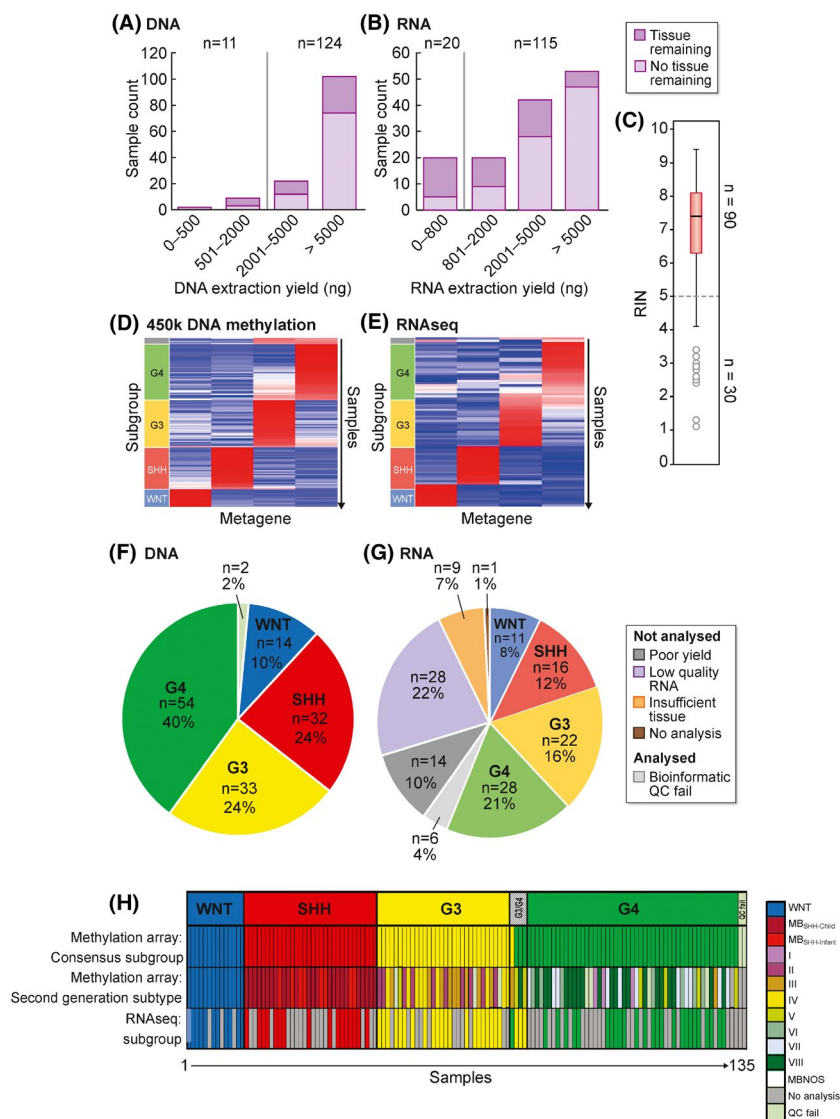 (A) DNA
n=11
n=124
120
100
80
60
40
20
0
Sample count
0–500
501–2000
2001–5000
> 5000
DNA extraction yield (ng)
(B) RNA
n=20
n=115
60
50
40
30
20
10
0
Sample count
0–800
801–2000
2001–5000
> 5000
RNA extraction yield (ng)
Tissue
remaining
No tissue
remaining
(C)
10
9
8
7
6
5
4
3
2
1
0
RIN
n = 90
n = 30
(D) 450k DNA methylation
G4
G3
SHH
WNT
Subgroup
Samples
Metagene
(E) RNAseq
G4
G3
SHH
WNT
Subgroup
Samples
Metagene
(F) DNA
n=2
2%
WNT
n=14
10%
SHH
n=32
24%
G3
n=33
24%
G4
n=54
40%
(G) RNA
n=9
7%
n=1
1%
WNT
n=11
8%
SHH
n=16
12%
G3
n=22
16%
G4
n=28
21%
n=6
4%
n=14
10%
n=28
22%
Not analysed
Poor yield
Low quality
RNA
Insufficient
tissue
No analysis
Analysed
Bioinformatic
QC fail
(H)
WNT
SHH
G3
G3/G4
G4
QC fail
Methylation array:
Consensus subgroup
Methylation array:
Second generation subtype
RNAseq:
subgroup
1
Samples
135
WNT
MBSHH-Child
MBSHH-Infant
I
II
III
IV
V
VI
VII
VIII
MBNOS
No analysis
QC fail